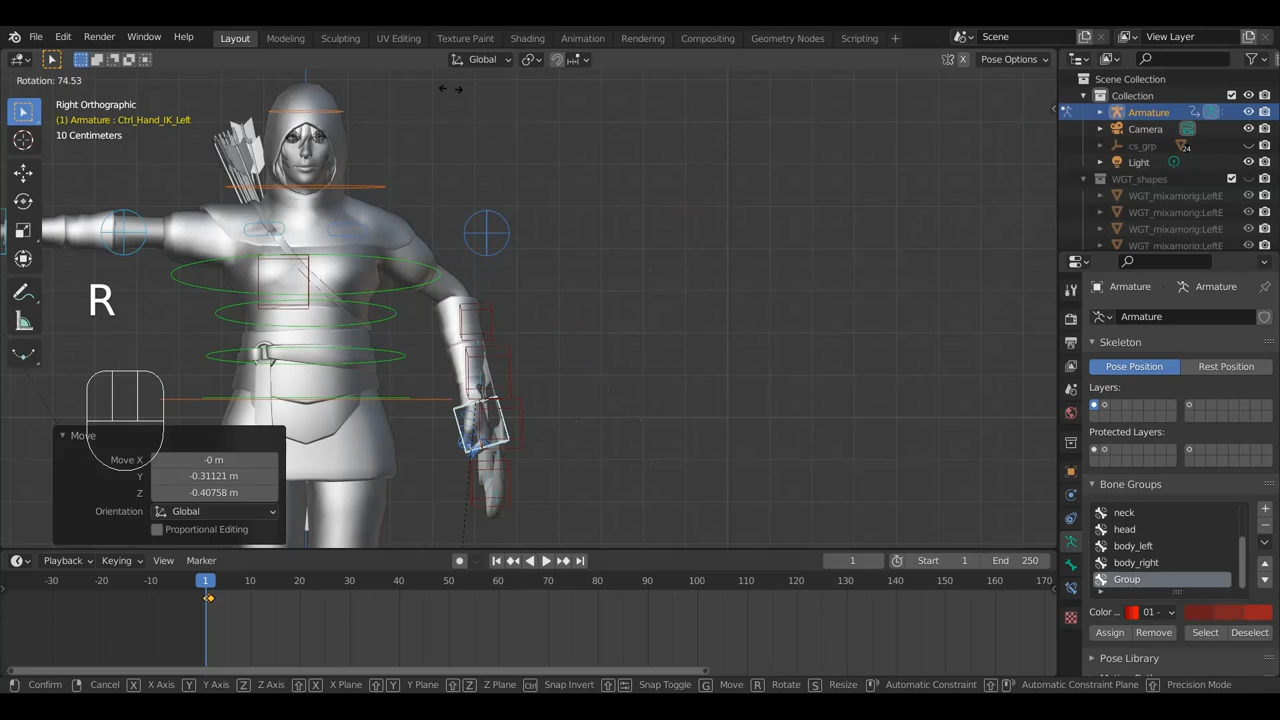 File Edit Render Window Help Layout Modeling Sculpting UV Editing Texture Paint Shading Animation Rendering Compositing Geometry Nodes Scripting + Scene View Layer
Global X Pose Options
Rotation: 74.53
Right Orthographic
(1) Armature : Ctrl_Hand_IK_Left
10 Centimeters
R
Move
Move X -0 m
Y -0.31121 m
Z -0.40758 m
Orientation Global
Proportional Editing
Scene Collection
Collection
Armature
Camera
cs_grp 24
Light
WGT_shapes
WGT_mixamorig:LeftE
WGT_mixamorig:LeftE
WGT_mixamorig:LeftE
WGT_mixamorig:LeftE
Armature Armature
Armature
Skeleton
Pose Position Rest Position
Layers:
Protected Layers:
Bone Groups
neck
head
body_left
body_right
Group
Color ... 01 -
Assign Remove Select Deselect
Pose Library
Playback Keying View Marker 1 Start 1 End 250
-30 -20 -10 1 10 20 30 40 50 60 70 80 90 100 110 120 130 140 150 160 170
Confirm Cancel X X Axis Y Y Axis Z Z Axis X X Plane Y Y Plane Z Z Plane Ctrl Snap Invert Snap Toggle G Move R Rotate S Resize Automatic Constraint Automatic Constraint Plane Precision Mode